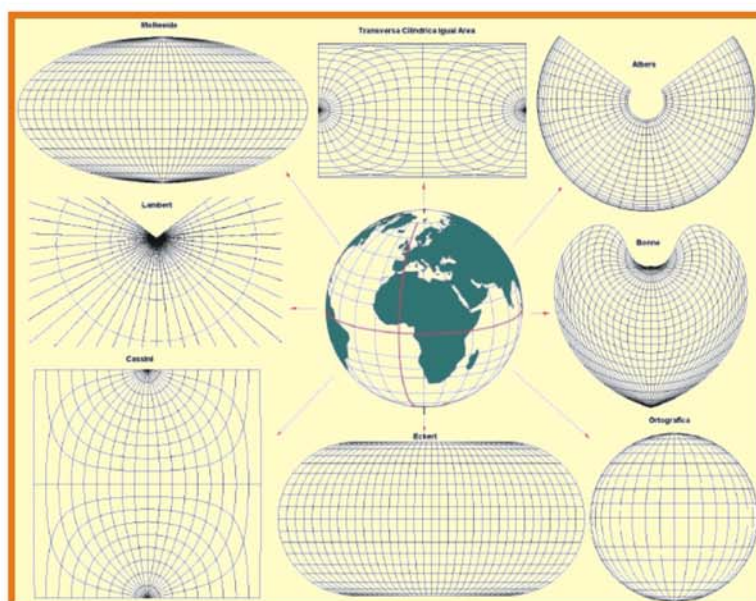 Mollweide
Transversa Cilíndrica Igual Area
Albers
Lambert
Bonne
Cassini
Eckert
Ortografica